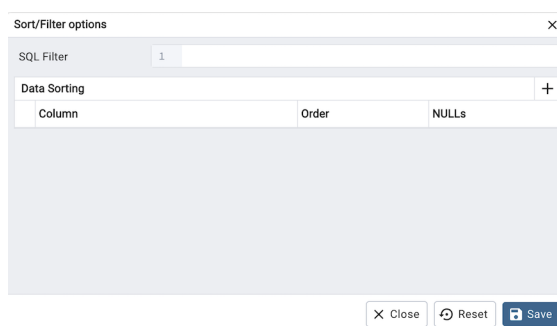 Sort/Filter options
SQL Filter 1
Data Sorting
Column Order NULLs
Close Reset Save